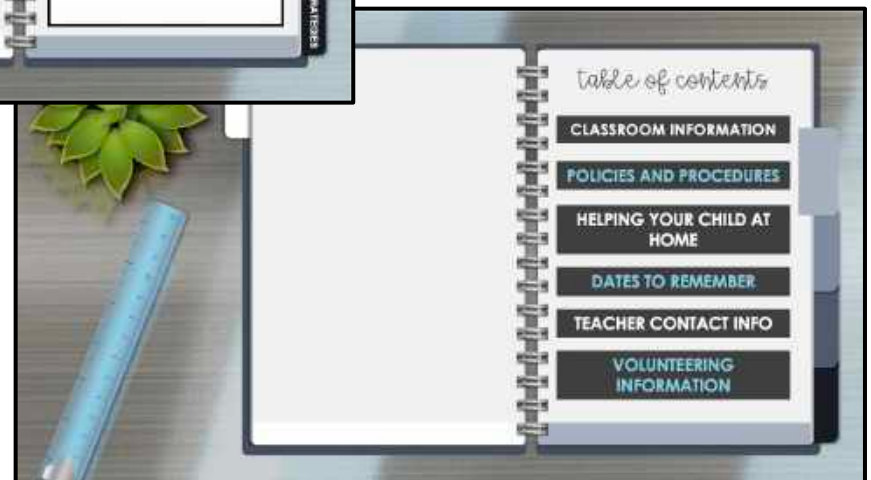 table of contents
CLASSROOM INFORMATION
POLICIES AND PROCEDURES
HELPING YOUR CHILD AT
HOME
DATES TO REMEMBER
TEACHER CONTACT INFO
VOLUNTEERING
INFORMATION